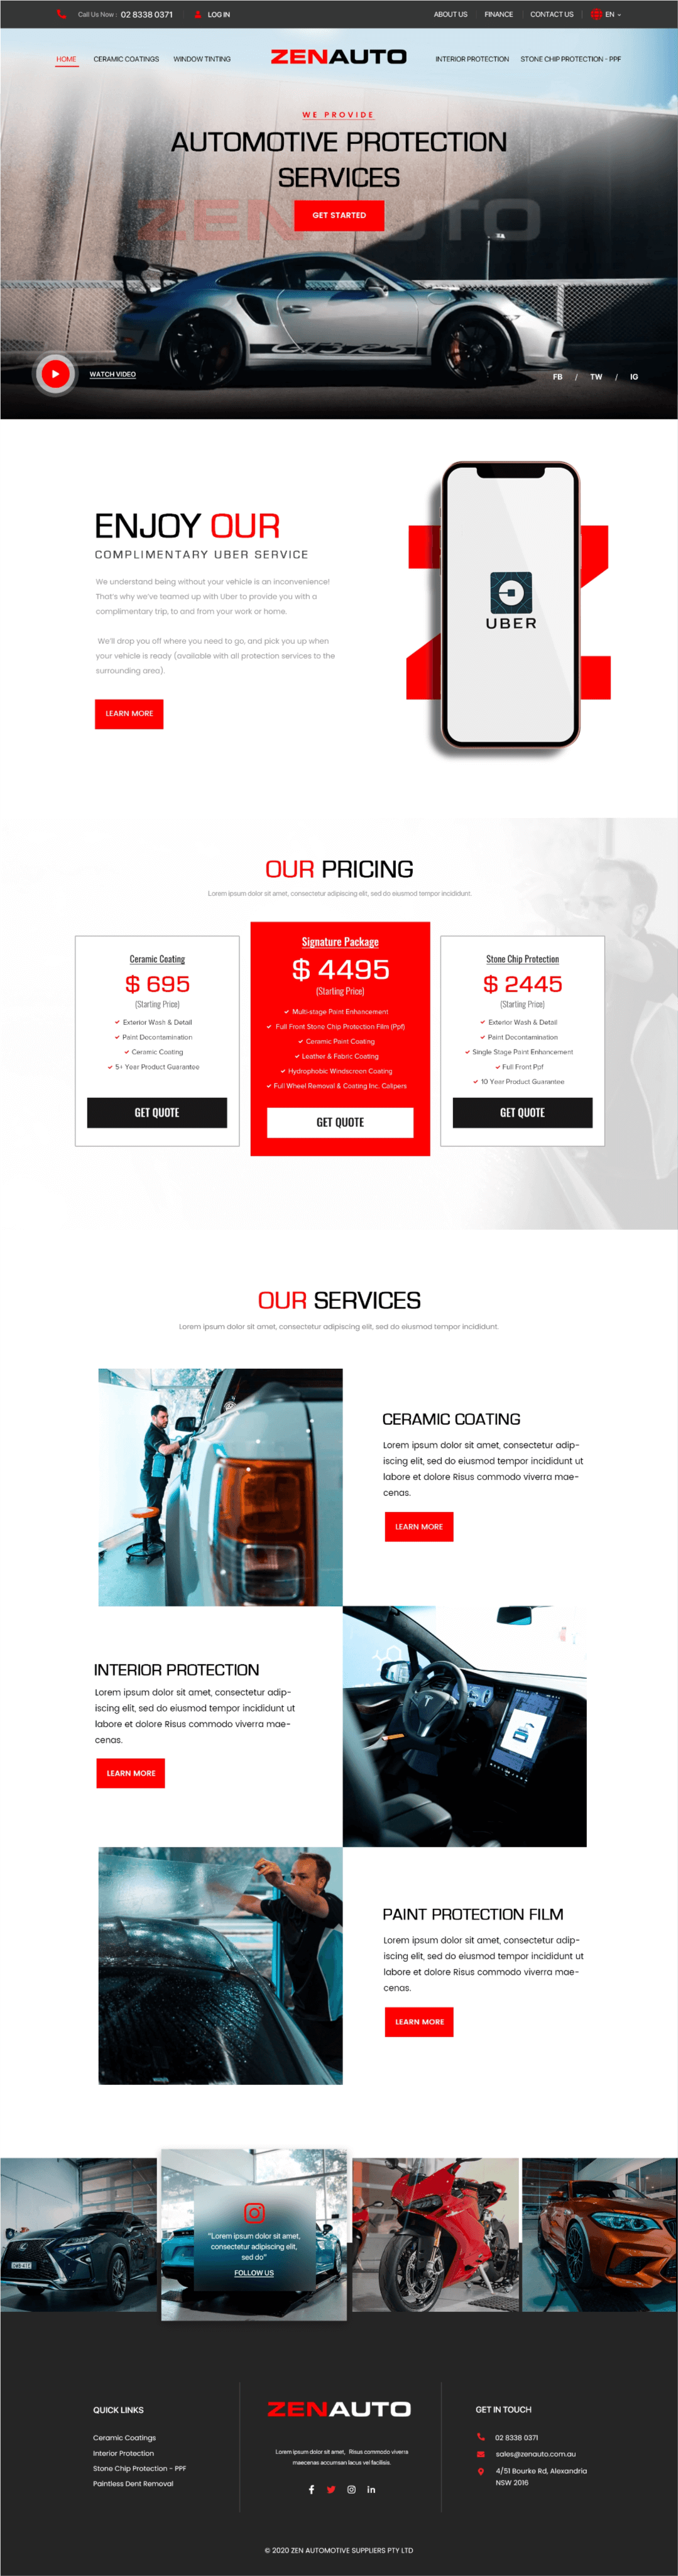 Call Us Now : 02 8338 0371
LOG IN
ABOUT US
FINANCE
CONTACT US
EN
HOME
CERAMIC COATINGS
WINDOW TINTING
ZENAUTO
INTERIOR PROTECTION
STONE CHIP PROTECTION - PPF
WE PROVIDE
AUTOMOTIVE PROTECTION
SERVICES
GET STARTED
WATCH VIDEO
FB / TW / IG
ENJOY OUR
COMPLIMENTARY UBER SERVICE
We understand being without your vehicle is an inconvenience!
That's why we've teamed up with Uber to provide you with a
complimentary trip, to and from your work or home.
We'll drop you off where you need to go, and pick you up when
your vehicle is ready (available with all protection services to the
surrounding area).
LEARN MORE
UBER
OUR PRICING
Lorem ipsum dolor sit amet, consectetur adipiscing elit, sed do eiusmod tempor incididunt.
Ceramic Coating
$ 695
(Starting Price)
Exterior Wash & Detail
Paint Decontamination
Ceramic Coating
5+ Year Product Guarantee
GET QUOTE
Signature Package
$ 4495
(Starting Price)
Multi-stage Paint Enhancement
Full Front Stone Chip Protection Film (Ppf)
Ceramic Paint Coating
Leather & Fabric Coating
Hydrophobic Windscreen Coating
Full Wheel Removal & Coating Inc. Calipers
GET QUOTE
Stone Chip Protection
$ 2445
(Starting Price)
Exterior Wash & Detail
Paint Decontamination
Single Stage Paint Enhancement
Full Front Ppf
10 Year Product Guarantee
GET QUOTE
OUR SERVICES
Lorem ipsum dolor sit amet, consectetur adipiscing elit, sed do eiusmod tempor incididunt.
CERAMIC COATING
Lorem ipsum dolor sit amet, consectetur adip-
iscing elit, sed do eiusmod tempor incididunt ut
labore et dolore Risus commodo viverra mae-
cenas.
LEARN MORE
INTERIOR PROTECTION
Lorem ipsum dolor sit amet, consectetur adip-
iscing elit, sed do eiusmod tempor incididunt ut
labore et dolore Risus commodo viverra mae-
cenas.
LEARN MORE
PAINT PROTECTION FILM
Lorem ipsum dolor sit amet, consectetur adip-
iscing elit, sed do eiusmod tempor incididunt ut
labore et dolore Risus commodo viverra mae-
cenas.
LEARN MORE
"Lorem ipsum dolor sit amet,
consectetur adipiscing elit,
sed do"
FOLLOW US
QUICK LINKS
Ceramic Coatings
Interior Protection
Stone Chip Protection - PPF
Paintless Dent Removal
ZENAUTO
Lorem ipsum dolor sit amet, Risus commodo viverra
maecenas accumsan lacus vel facilisis.
GET IN TOUCH
02 8338 0371
sales@zenauto.com.au
4/51 Bourke Rd, Alexandria
NSW 2016
© 2020 ZEN AUTOMOTIVE SUPPLIERS PTY LTD